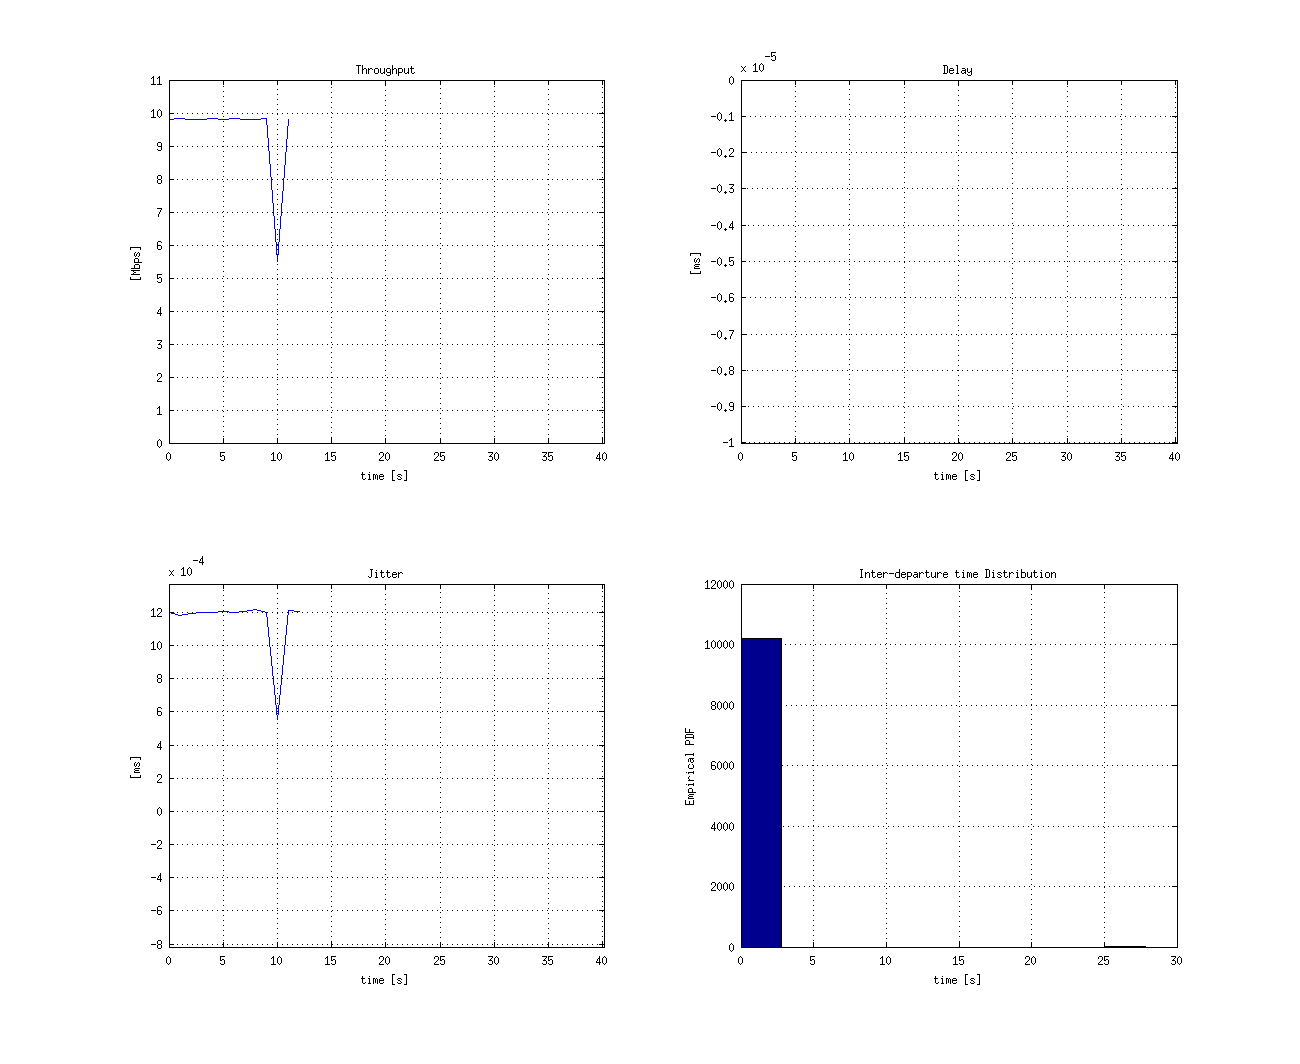 Throughput
11
10
9
8
7
6
5
4
3
2
1
0
[Mbps]
0 5 10 15 20 25 30 35 40
time [s]
x 10^-5
Delay
0
-0.1
-0.2
-0.3
-0.4
-0.5
-0.6
-0.7
-0.8
-0.9
-1
[ms]
0 5 10 15 20 25 30 35 40
time [s]
x 10^-4
Jitter
12
10
8
6
4
2
0
-2
-4
-6
-8
[ms]
0 5 10 15 20 25 30 35 40
time [s]
Inter-departure time Distribution
12000
10000
8000
6000
4000
2000
0
Empirical PDF
0 5 10 15 20 25 30
time [s]